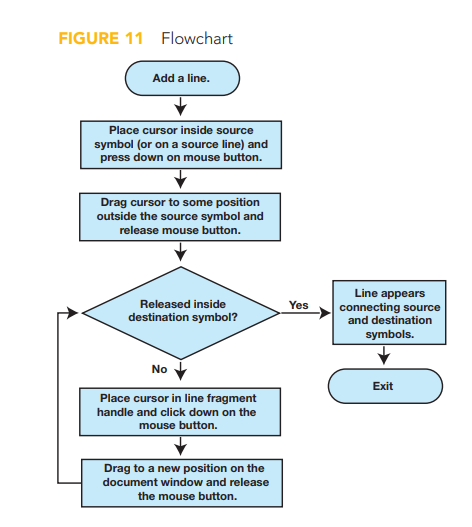 FIGURE 11 Flowchart
Add a line.
Place cursor inside source
symbol (or on a source line) and
press down on mouse button.
Drag cursor to some position
outside the source symbol and
release mouse button.
Released inside
destination symbol?
Yes
Line appears
connecting source
and destination
symbols.
Exit
No
Place cursor in line fragment
handle and click down on the
mouse button.
Drag to a new position on the
document window and release
the mouse button.